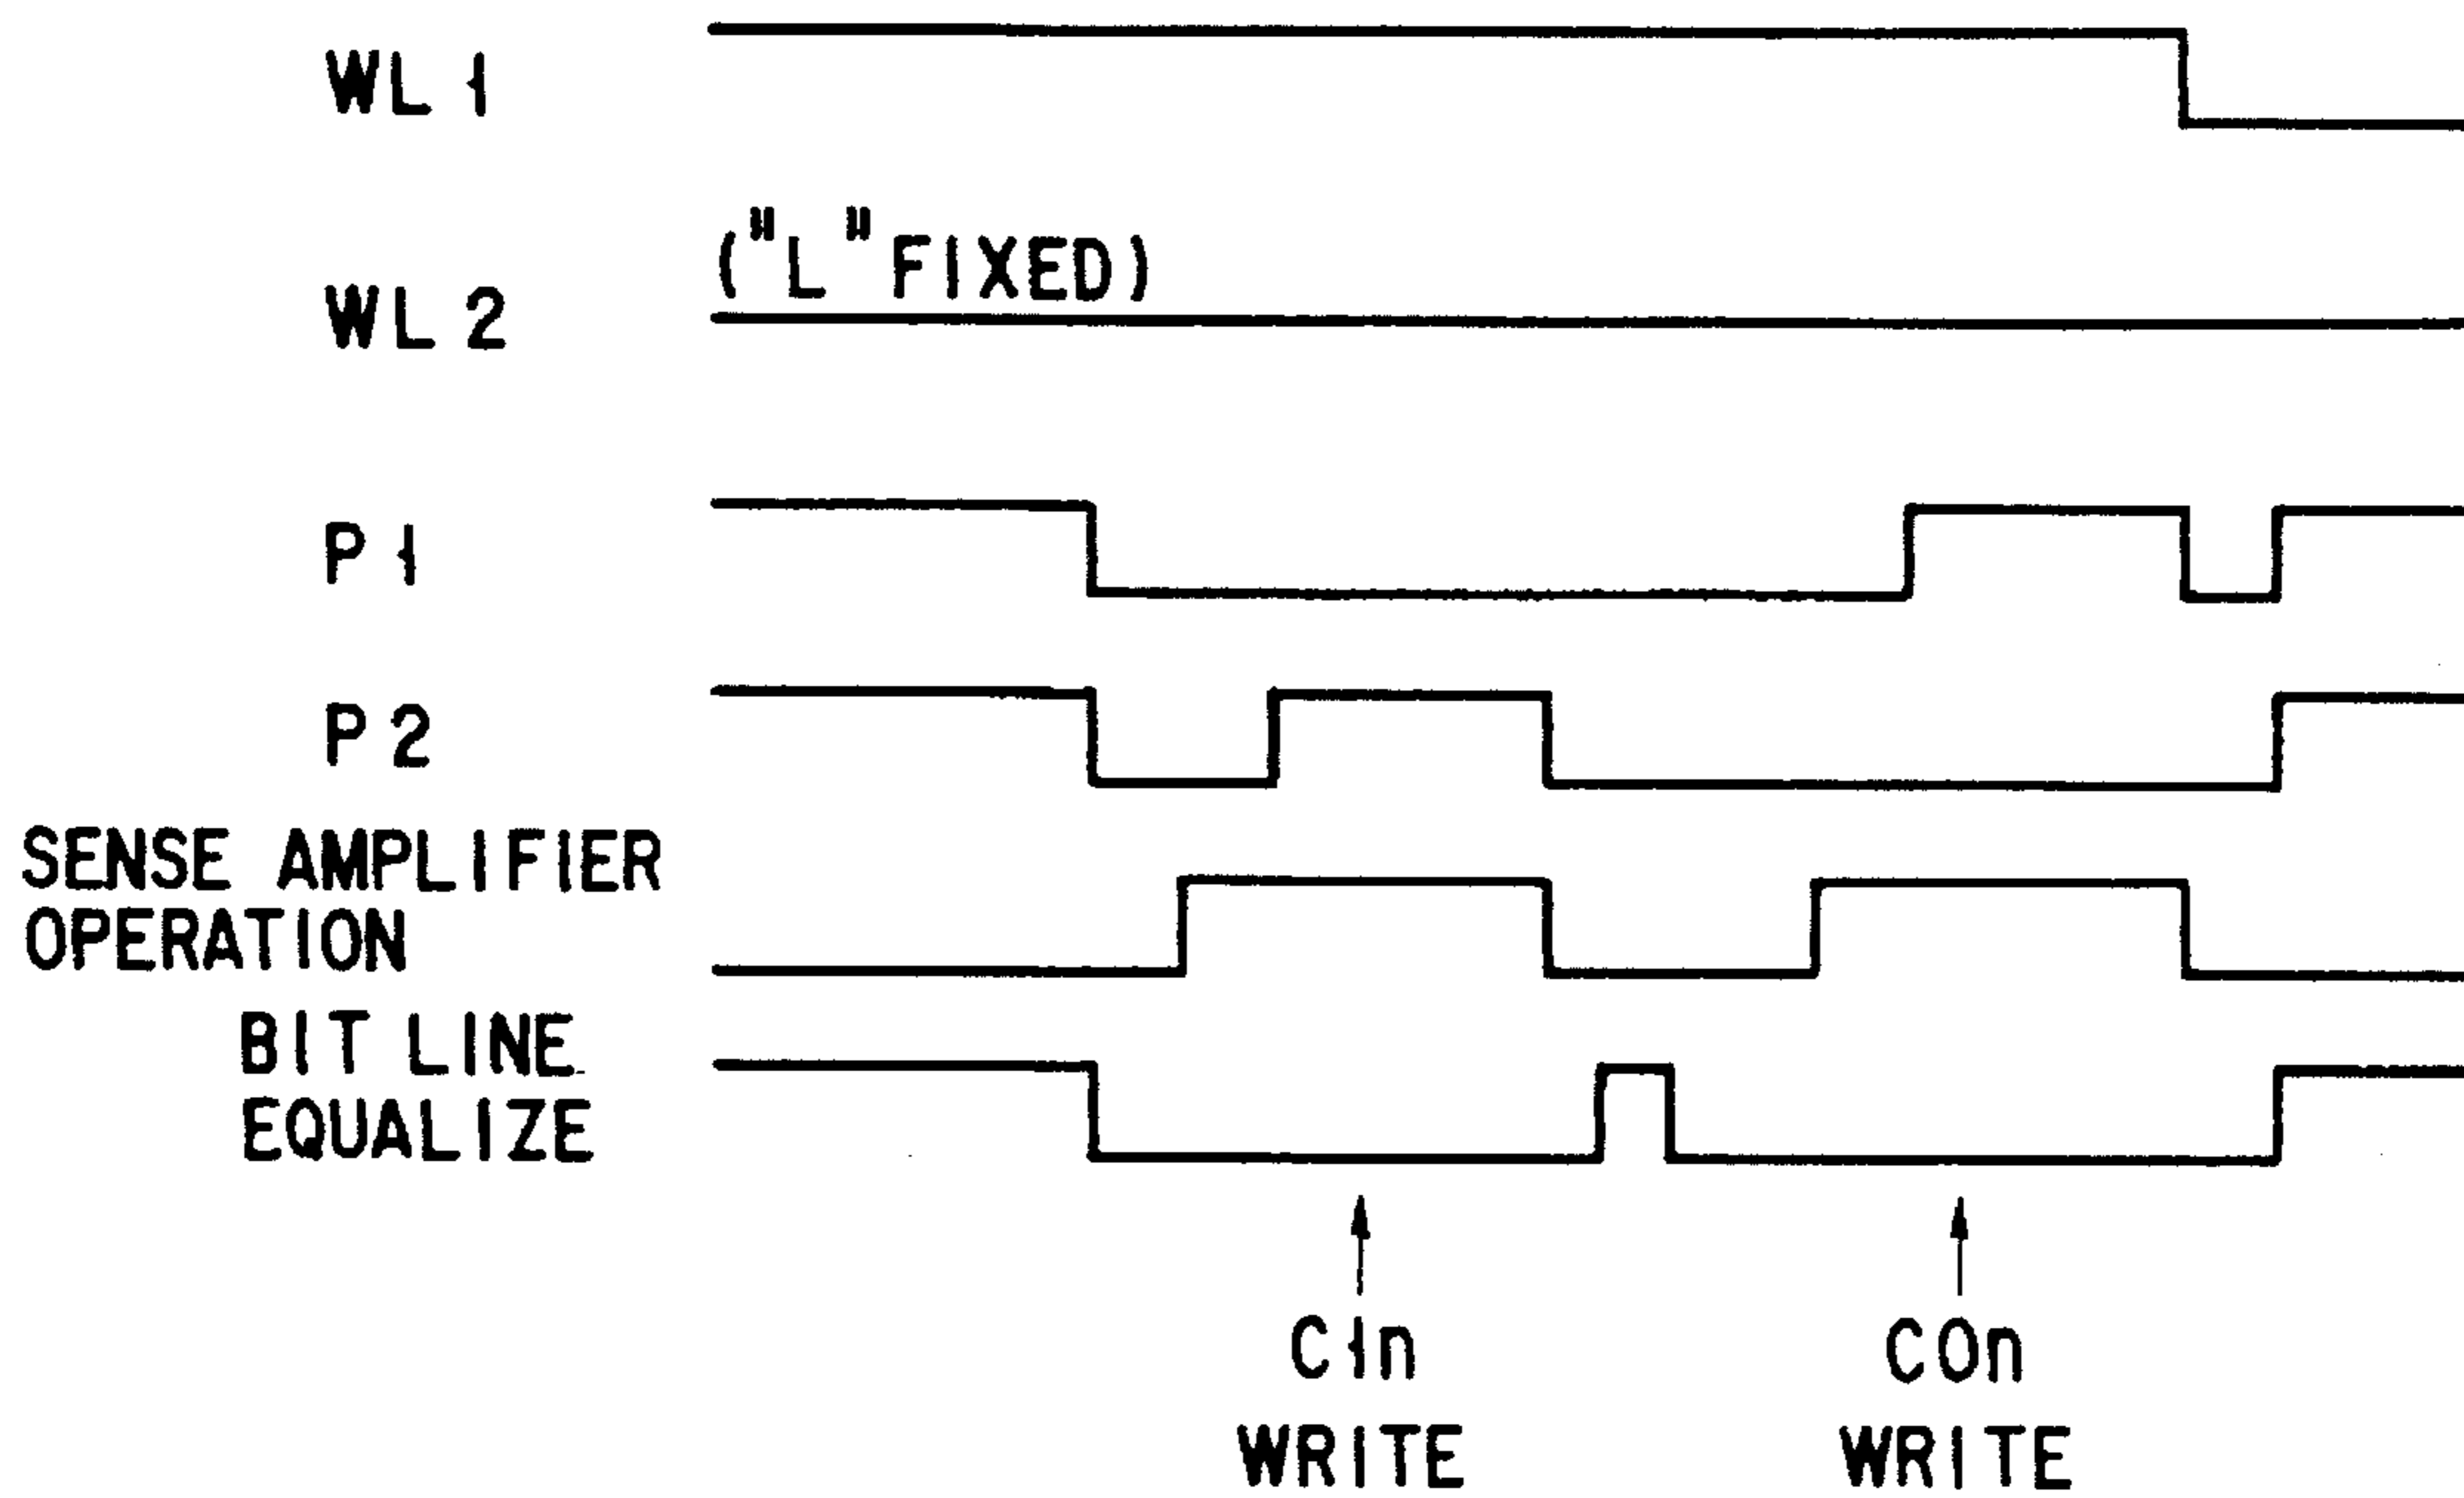 WL 1
("L" FIXED)
WL 2
P 1
P 2
SENSE AMPLIFIER
OPERATION
BIT LINE
EQUALIZE
C1n
WRITE
C0n
WRITE